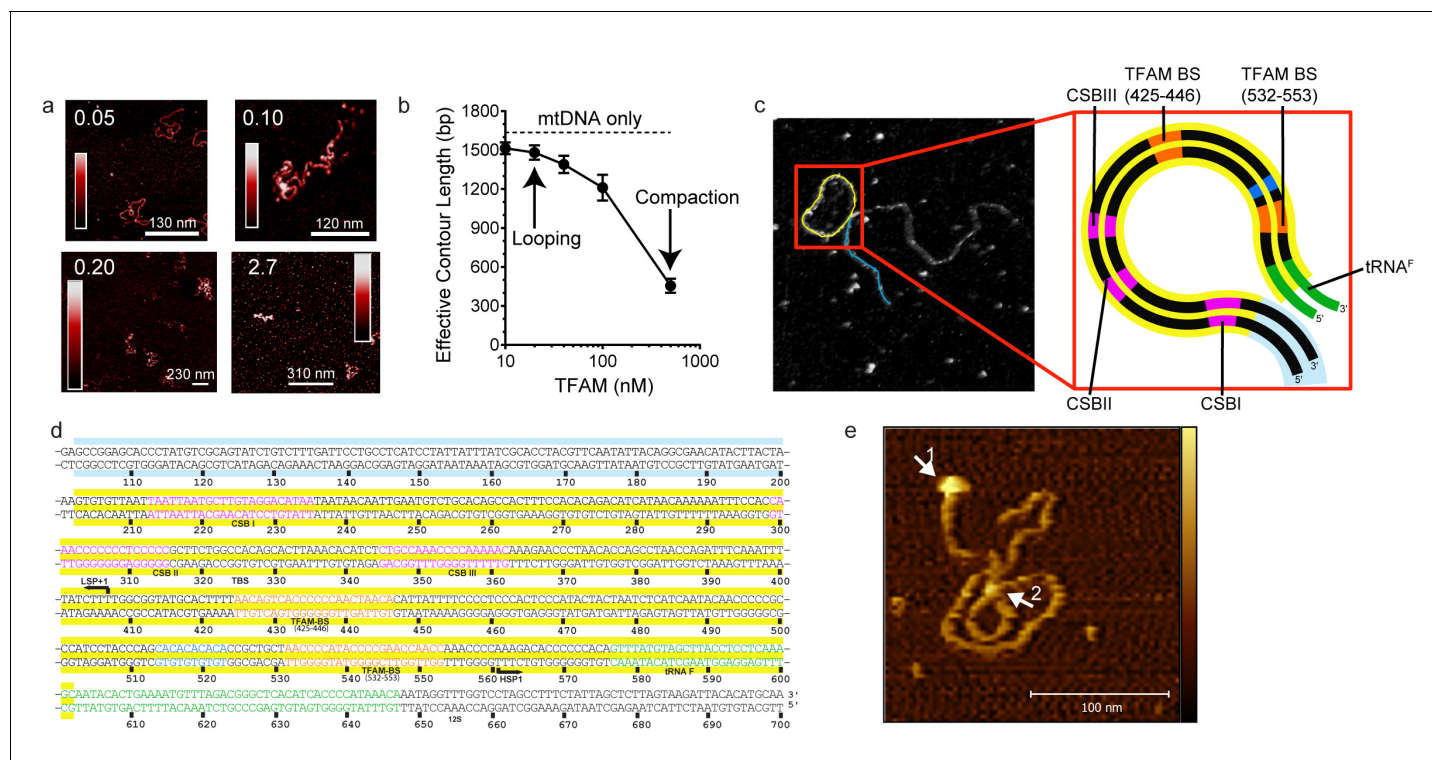 a
0.05
130 nm
0.10
120 nm
0.20
230 nm
2.7
310 nm
b
Effective Contour Length (bp)
1800
1500
1200
900
600
300
0
mtDNA only
Looping
Compaction
10
100
1000
TFAM (nM)
c
CSBIII
TFAM BS
(425-446)
TFAM BS
(532-553)
tRNAF
5'
3'
5'
3'
CSBII
CSBI
d
-GAGCCGGAGCACCCTATGTCGCAGTATCTGTCTTTGATTCCTGCCTCATCCTATTATTTATCGCACCTACGTTCAATATTACAGGCGAACATACTTACTA-
-CTCGGCCTCGTGGGATACAGCGTCATAGACAGAAACTAAGGACGGAGTAGGATAATAAATAGCGTGGATGCAAGTTATAATGTCCGCTTGTATGAATGAT-
110 120 130 140 150 160 170 180 190 200
-AAGTGTGTTAATTAATTAATGCTTGTAGGACATAATAATAACAATTGAATGTCTGCACAGCCACTTTCCACACAGACATCATAACAAAAAATTTCCACCA-
-TTCACACAATTAATTAATTACGAACATCCTGTATTATTATTGTTAACTTACAGACGTGTCGGTGAAAGGTGTGTCTGTAGTATTGTTTTTTAAAGGTGGT-
210 220 CSB I 230 240 250 260 270 280 290 300
-AACCCCCCCTCCCCCGCTTCTGGCCACAGCACTTAAACACATCTCTGCCAAACCCCAAAAACAAAGAACCCTAACACCAGCCTAACCAGATTTCAAATTT-
-TTGGGGGGGAGGGGGCGAAGACCGGTGTCGTGAATTTGTGTAGAGACGGTTTGGGGTTTTTGTTTCTTGGGATTGTGGTCGGATTGGTCTAAAGTTTAAA-
310 CSB II 320 TBS 330 340 350 CSB III 360 370 380 390 400
LSP+1
-TATCTTTTGGCGGTATGCACTTTTAACAGTCACCCCCCAACTAACACATTATTTTCCCCTCCCACTCCCATACTACTAATCTCATCAATACAACCCCCGC-
-ATAGAAAACCGCCATACGTGAAAATTGTCAGTGGGGGGTTGATTGTGTAATAAAAGGGGAGGGTGAGGGTATGATGATTAGAGTAGTTATGTTGGGGGCG-
410 420 430 TFAM-BS 440 450 460 470 480 490 500
(425-446)
-CCATCCTACCCAGCACACACACACCGCTGCTAACCCCATACCCCGAACCAACCAAACCCCAAAGACACCCCCCACAGTTTATGTAGCTTACCTCCTCAAA-
-GGTAGGATGGGTCGTGTGTGTGTGGCGACGATTGGGGTATGGGGCTTGGTTGGTTTGGGGTTTCTGTGGGGGGTGTCAAATACATCGAATGGAGGAGTTT-
510 520 530 540 TFAM-BS 550 560 HSP1 570 580 tRNA F 590 600
(532-553)
-GCAATACACTGAAAATGTTTAGACGGGCTCACATCACCCCATAAACAAATAGGTTTGGTCCTAGCCTTTCTATTAGCTCTTAGTAAGATTACACATGCAA 3'
-CGTTATGTGACTTTTACAAATCTGCCCGAGTGTAGTGGGGTATTTGTTTATCCAAACCAGGATCGGAAAGATAATCGAGAATCATTCTAATGTGTACGTT 5'
610 620 630 640 650 12S 660 670 680 690 700
e
1
2
100 nm